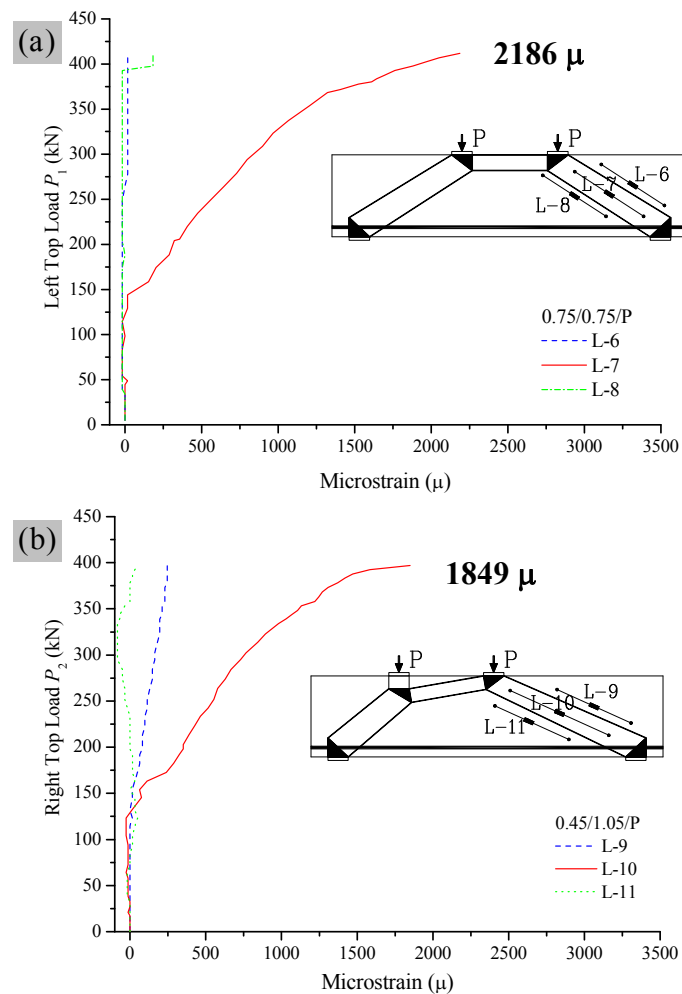 (a)
2186 μ
450
400
350
300
250
200
150
100
50
0
Left Top Load P₁ (kN)
P P
L-6
L-7
L-8
0.75/0.75/P
L-6
L-7
L-8
0 500 1000 1500 2000 2500 3000 3500
Microstrain (μ)
(b)
1849 μ
450
400
350
300
250
200
150
100
50
0
Right Top Load P₂ (kN)
P P
L-9
L-10
L-11
0.45/1.05/P
L-9
L-10
L-11
0 500 1000 1500 2000 2500 3000 3500
Microstrain (μ)